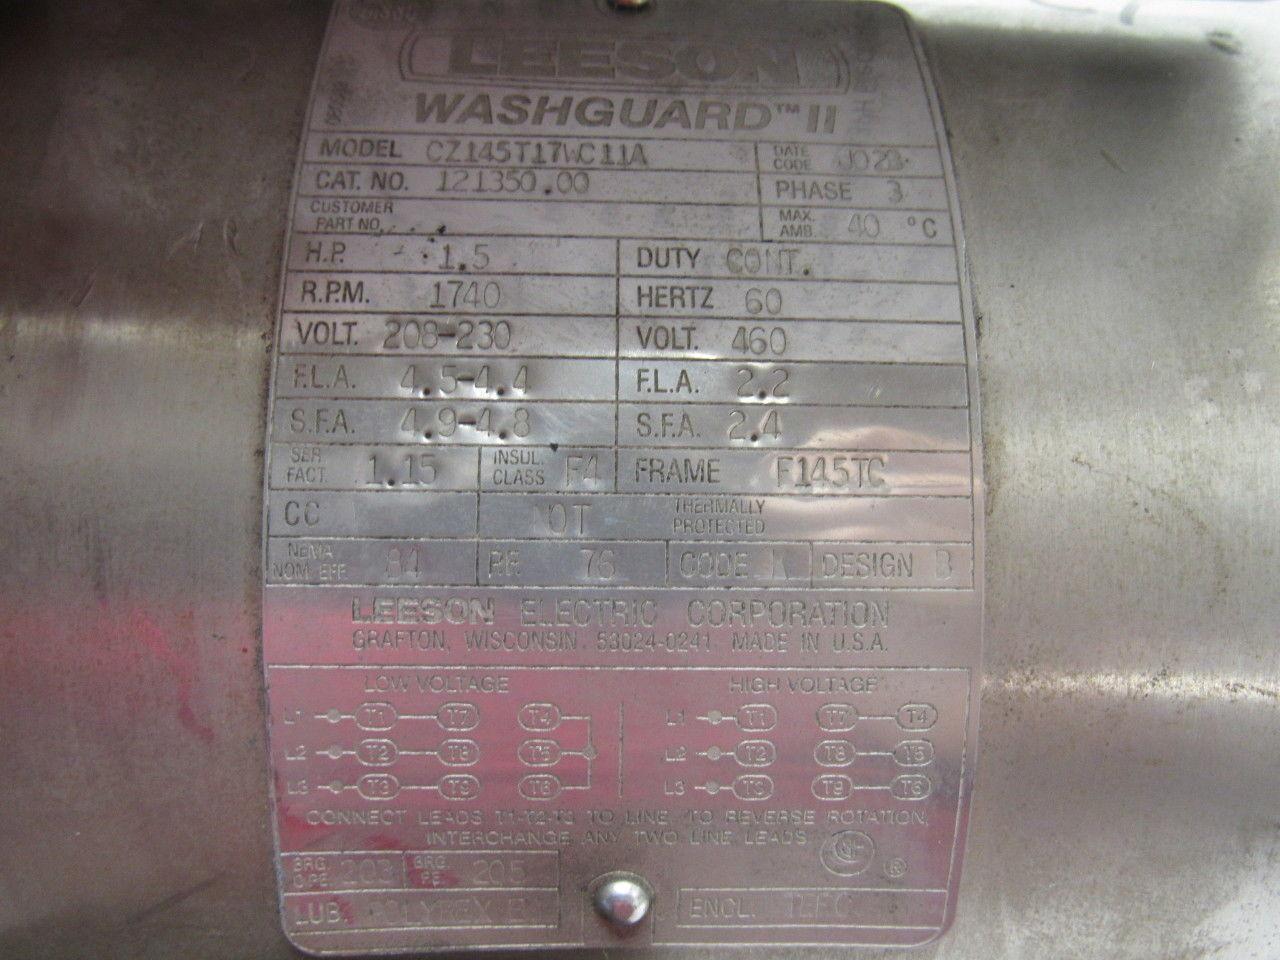 LEESON
WASHGUARD™ II
MODEL CZ145T17WC11A
DATE CODE J02B
CAT. NO. 121350.00
PHASE 3
CUSTOMER PART NO.
MAX. AMB. 40 °C
H.P. 1.5
DUTY CONT.
R.P.M. 1740
HERTZ 60
VOLT. 208-230
VOLT. 460
F.L.A. 4.5-4.4
F.L.A. 2.2
S.F.A. 4.9-4.8
S.F.A. 2.4
SER FACT. 1.15
INSUL. CLASS F4
FRAME F145TC
CC
NOT THERMALLY PROTECTED
NEMA NOM. EFF. 84
P.F. 76
CODE K
DESIGN B
LEESON ELECTRIC CORPORATION
GRAFTON, WISCONSIN 53024-0241 MADE IN U.S.A.
LOW VOLTAGE
HIGH VOLTAGE
L1 T1 T7 T4
L1 T1 T7 T4
L2 T2 T8 T5
L2 T2 T8 T5
L3 T3 T9 T6
L3 T3 T9 T6
CONNECT LEADS T1-T2-T3 TO LINE, TO REVERSE ROTATION,
INTERCHANGE ANY TWO LINE LEADS
BRG. O.P.E. 203
BRG. P.E. 205
®
LUB. POLYREX
ENCL. TEFC